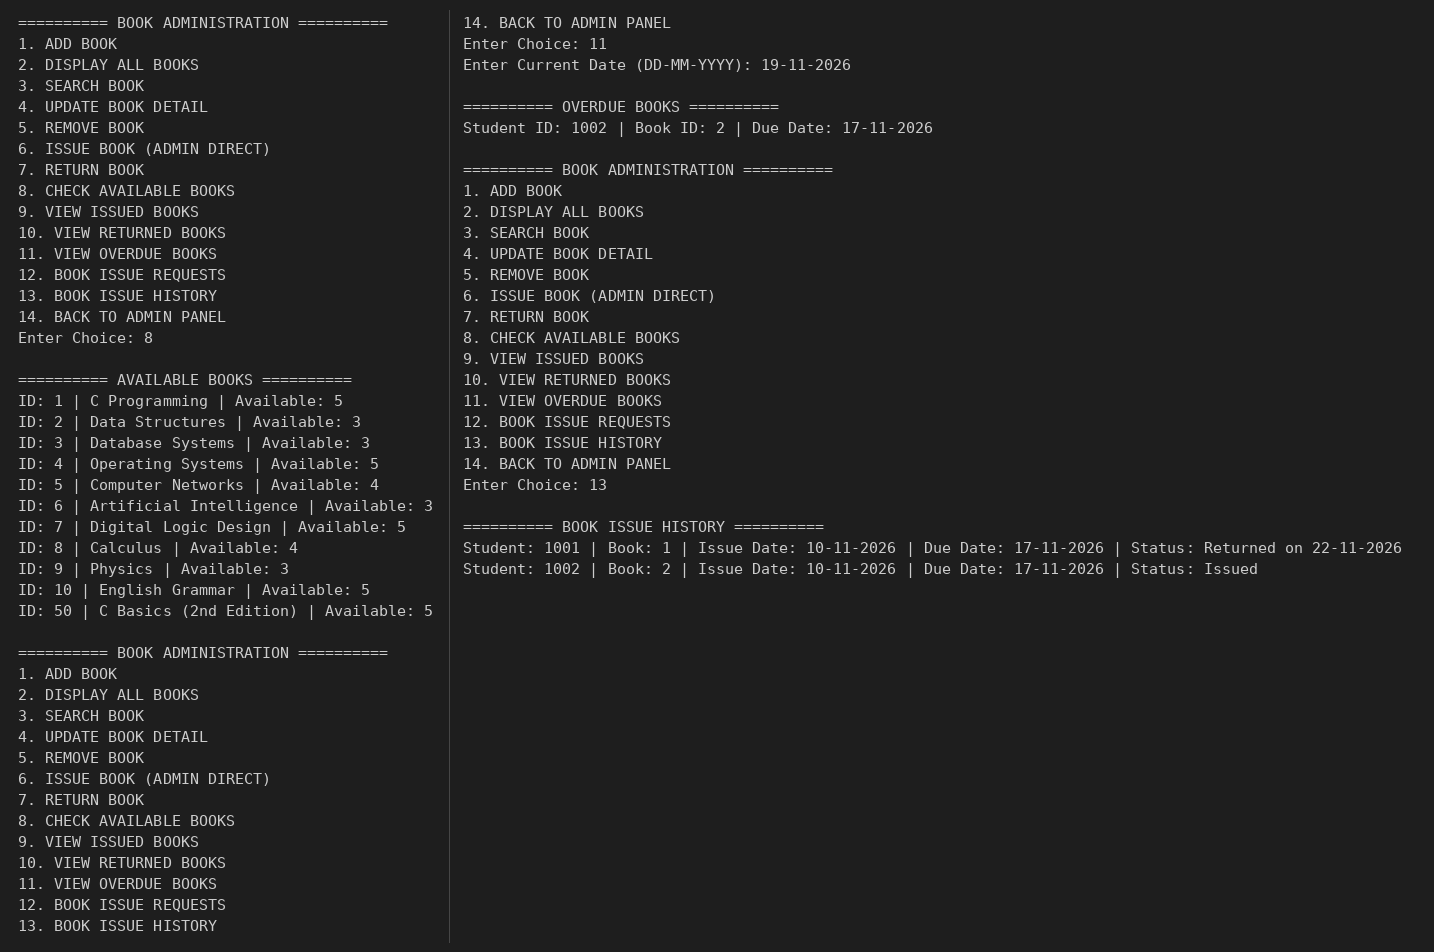 ========== BOOK ADMINISTRATION ==========
1. ADD BOOK
2. DISPLAY ALL BOOKS
3. SEARCH BOOK
4. UPDATE BOOK DETAIL
5. REMOVE BOOK
6. ISSUE BOOK (ADMIN DIRECT)
7. RETURN BOOK
8. CHECK AVAILABLE BOOKS
9. VIEW ISSUED BOOKS
10. VIEW RETURNED BOOKS
11. VIEW OVERDUE BOOKS
12. BOOK ISSUE REQUESTS
13. BOOK ISSUE HISTORY
14. BACK TO ADMIN PANEL
Enter Choice: 8

========== AVAILABLE BOOKS ==========
ID: 1 | C Programming | Available: 5
ID: 2 | Data Structures | Available: 3
ID: 3 | Database Systems | Available: 3
ID: 4 | Operating Systems | Available: 5
ID: 5 | Computer Networks | Available: 4
ID: 6 | Artificial Intelligence | Available: 3
ID: 7 | Digital Logic Design | Available: 5
ID: 8 | Calculus | Available: 4
ID: 9 | Physics | Available: 3
ID: 10 | English Grammar | Available: 5
ID: 50 | C Basics (2nd Edition) | Available: 5

========== BOOK ADMINISTRATION ==========
1. ADD BOOK
2. DISPLAY ALL BOOKS
3. SEARCH BOOK
4. UPDATE BOOK DETAIL
5. REMOVE BOOK
6. ISSUE BOOK (ADMIN DIRECT)
7. RETURN BOOK
8. CHECK AVAILABLE BOOKS
9. VIEW ISSUED BOOKS
10. VIEW RETURNED BOOKS
11. VIEW OVERDUE BOOKS
12. BOOK ISSUE REQUESTS
13. BOOK ISSUE HISTORY
14. BACK TO ADMIN PANEL
Enter Choice: 11
Enter Current Date (DD-MM-YYYY): 19-11-2026

========== OVERDUE BOOKS ==========
Student ID: 1002 | Book ID: 2 | Due Date: 17-11-2026

========== BOOK ADMINISTRATION ==========
1. ADD BOOK
2. DISPLAY ALL BOOKS
3. SEARCH BOOK
4. UPDATE BOOK DETAIL
5. REMOVE BOOK
6. ISSUE BOOK (ADMIN DIRECT)
7. RETURN BOOK
8. CHECK AVAILABLE BOOKS
9. VIEW ISSUED BOOKS
10. VIEW RETURNED BOOKS
11. VIEW OVERDUE BOOKS
12. BOOK ISSUE REQUESTS
13. BOOK ISSUE HISTORY
14. BACK TO ADMIN PANEL
Enter Choice: 13

========== BOOK ISSUE HISTORY ==========
Student: 1001 | Book: 1 | Issue Date: 10-11-2026 | Due Date: 17-11-2026 | Status: Returned on 22-11-2026
Student: 1002 | Book: 2 | Issue Date: 10-11-2026 | Due Date: 17-11-2026 | Status: Issued